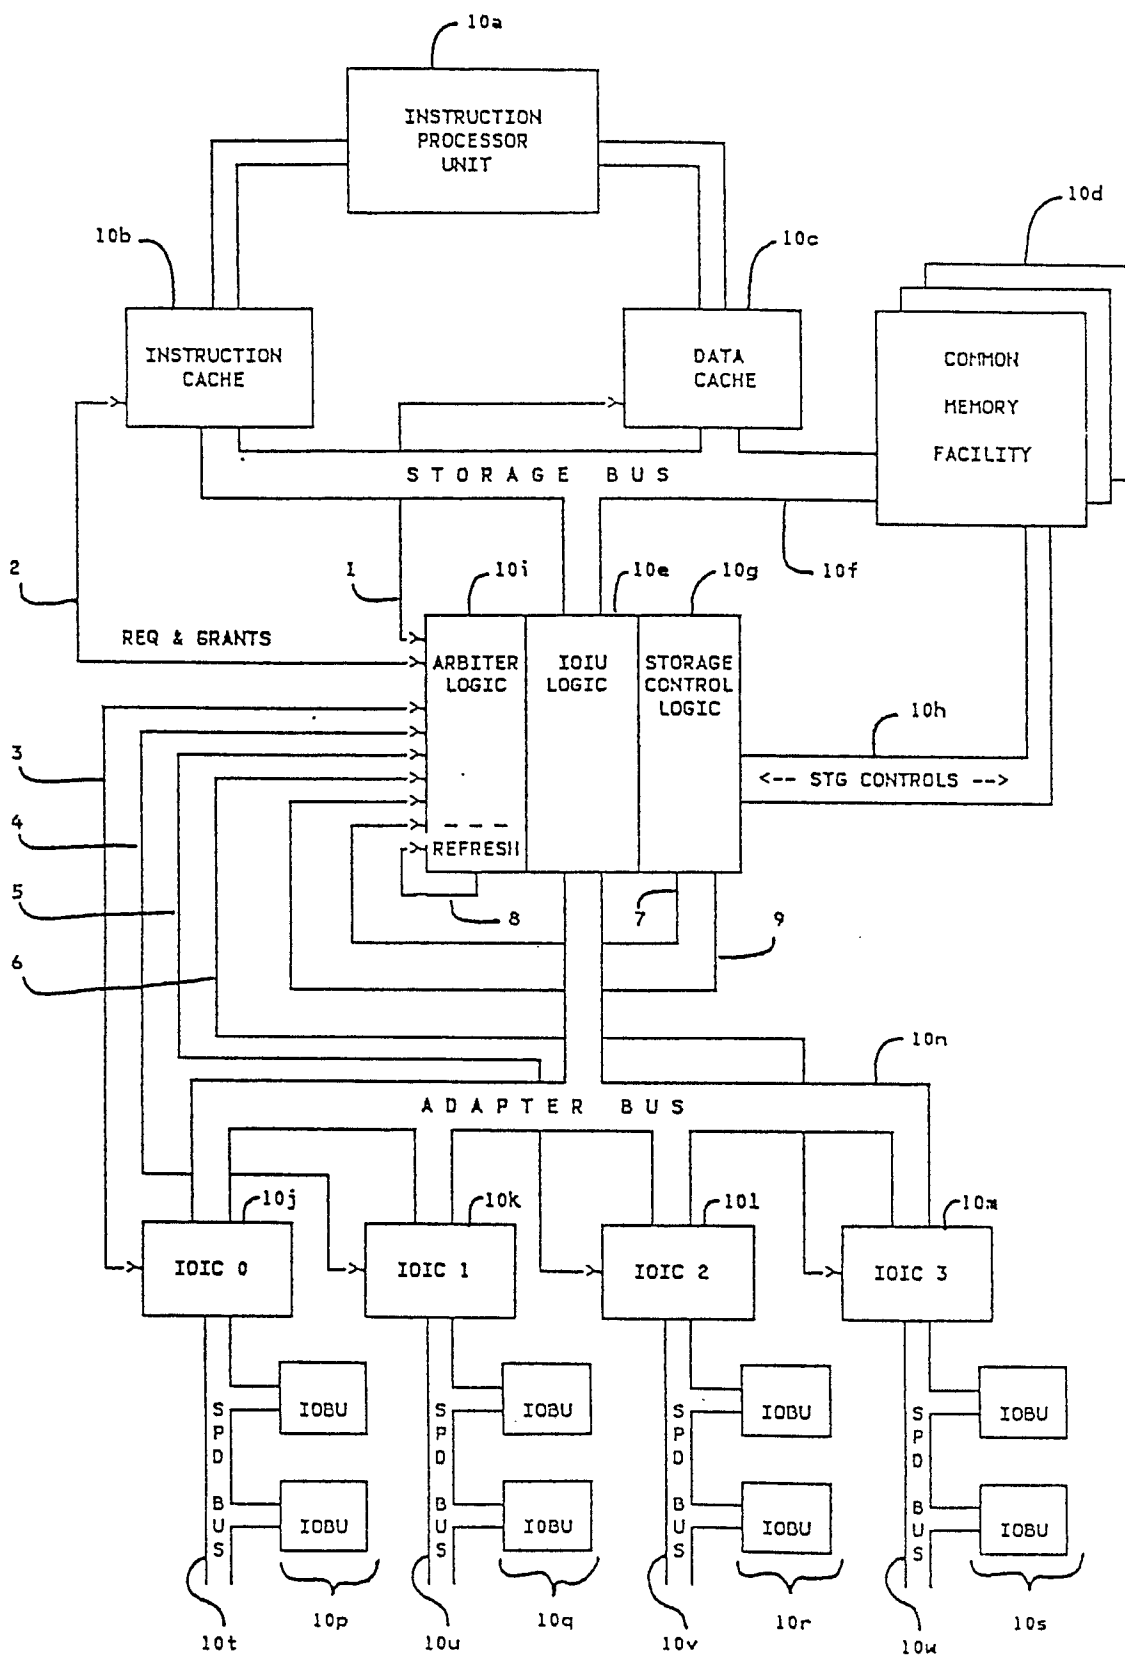 10a
INSTRUCTION
PROCESSOR
UNIT
10b
10c
10d
INSTRUCTION
CACHE
DATA
CACHE
COMMON
MEMORY
FACILITY
STORAGE BUS
2
1
10i
10e
10g
10f
REQ & GRANTS
ARBITER
LOGIC
IOIU
LOGIC
STORAGE
CONTROL
LOGIC
10h
3
<-- STG CONTROLS -->
4
REFRESH
5
8
7
9
6
10n
ADAPTER BUS
10j
10k
10l
10m
IOIC 0
IOIC 1
IOIC 2
IOIC 3
SPD BUS
IOBU
IOBU
SPD BUS
IOBU
IOBU
SPD BUS
IOBU
IOBU
SPD BUS
IOBU
IOBU
10t
10p
10u
10q
10v
10r
10w
10s